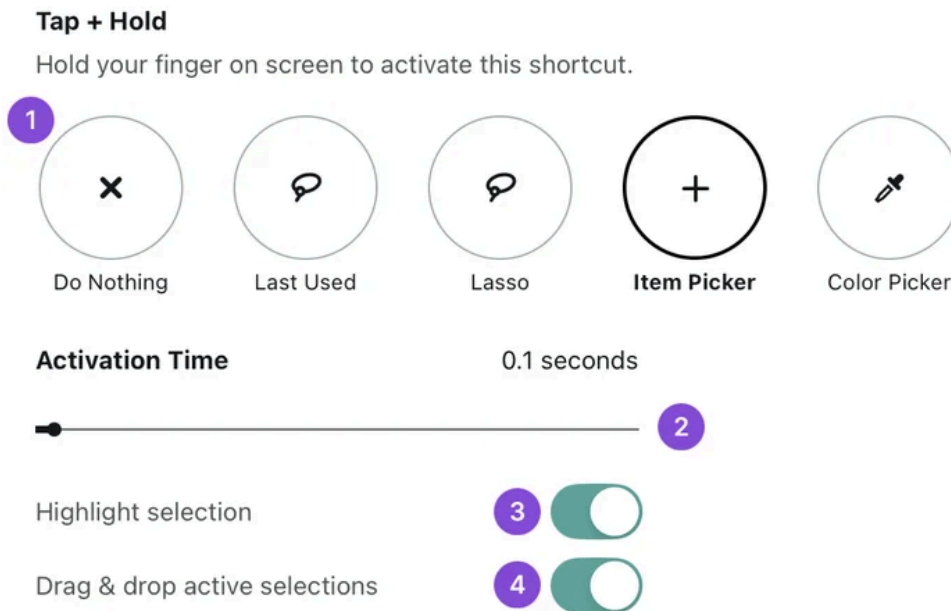 Tap + Hold
Hold your finger on screen to activate this shortcut.
1
Do Nothing Last Used Lasso Item Picker Color Picker
Activation Time 0.1 seconds
2
Highlight selection 3
Drag & drop active selections 4